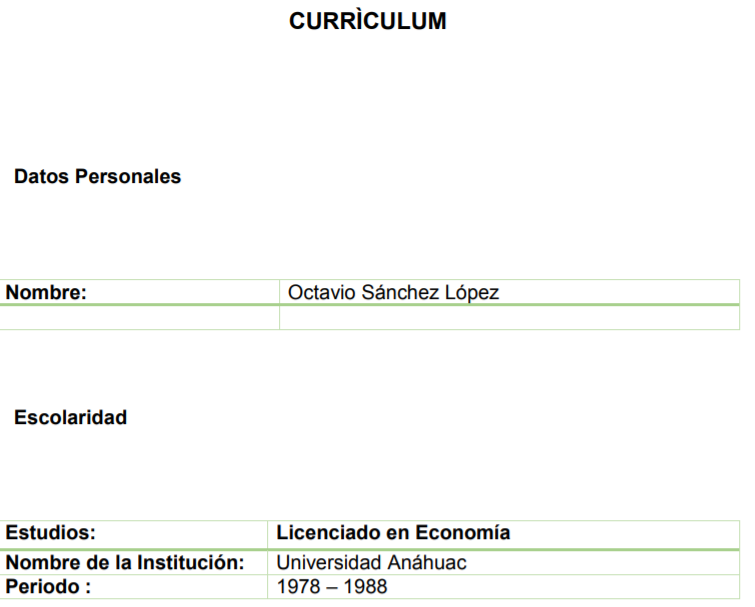 CURRÌCULUM
Datos Personales
Nombre: Octavio Sánchez López
Escolaridad
Estudios: Licenciado en Economía
Nombre de la Institución: Universidad Anáhuac
Periodo : 1978 – 1988